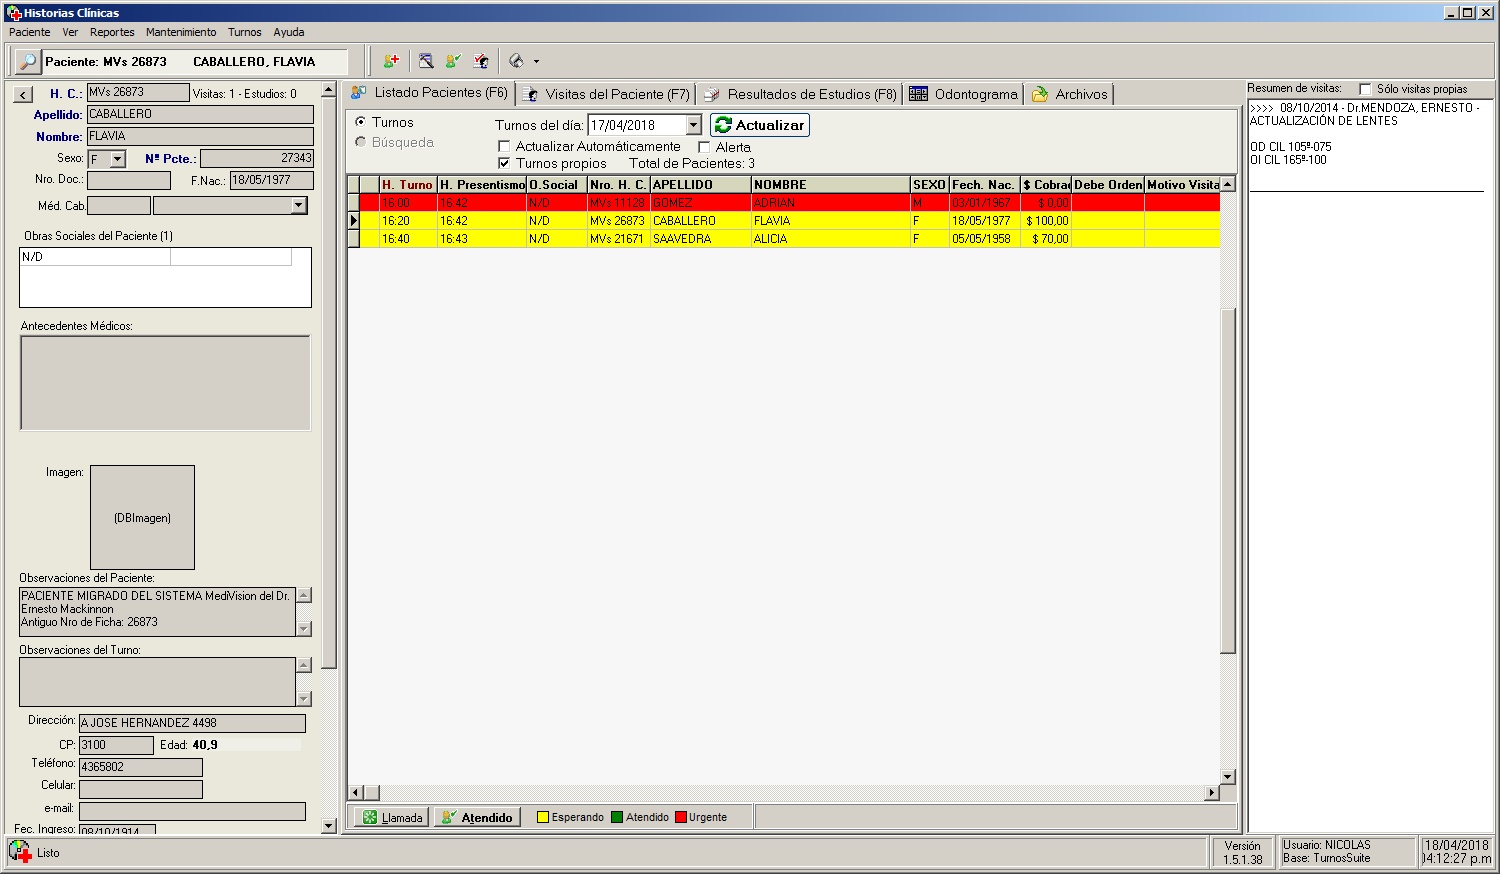 Historias Clínicas
Paciente Ver Reportes Mantenimiento Turnos Ayuda
Paciente: MVs 26873 CABALLERO, FLAVIA
<
H. C.: MVs 26873 Visitas: 1 - Estudios: 0
Apellido: CABALLERO
Nombre: FLAVIA
Sexo: F Nº Pcte.: 27343
Nro. Doc.: F.Nac.: 18/05/1977
Méd. Cab.
Obras Sociales del Paciente (1)
N/D
Antecedentes Médicos:
Imagen:
(DBImagen)
Observaciones del Paciente:
PACIENTE MIGRADO DEL SISTEMA MediVision del Dr.
Ernesto Mackinnon
Antiguo Nro de Ficha: 26873
Observaciones del Turno:
Dirección: A JOSE HERNANDEZ 4498
CP: 3100 Edad: 40,9
Teléfono: 4365802
Celular:
e-mail:
Fec. Ingreso: 08/10/1914
Listado Pacientes (F6) Visitas del Paciente (F7) Resultados de Estudios (F8) Odontograma Archivos
Turnos
Búsqueda
Turnos del día: 17/04/2018 Actualizar
Actualizar Automáticamente Alerta
Turnos propios Total de Pacientes: 3
H. Turno H. Presentismo O.Social Nro. H. C. APELLIDO NOMBRE SEXO Fech. Nac. $ Cobrad Debe Orden Motivo Visita
16:00 16:42 N/D MVs 11128 GOMEZ ADRIAN M 03/01/1967 $ 0,00
16:20 16:42 N/D MVs 26873 CABALLERO FLAVIA F 18/05/1977 $ 100,00
16:40 16:43 N/D MVs 21671 SAAVEDRA ALICIA F 05/05/1958 $ 70,00
Llamada Atendido Esperando Atendido Urgente
Resumen de visitas: Sólo visitas propias
>>>> 08/10/2014 - Dr.MENDOZA, ERNESTO -
ACTUALIZACIÓN DE LENTES
OD CIL 105º-075
OI CIL 165º-100
Listo
Versión
1.5.1.38
Usuario: NICOLAS
Base: TurnosSuite
18/04/2018
04:12:27 p.m